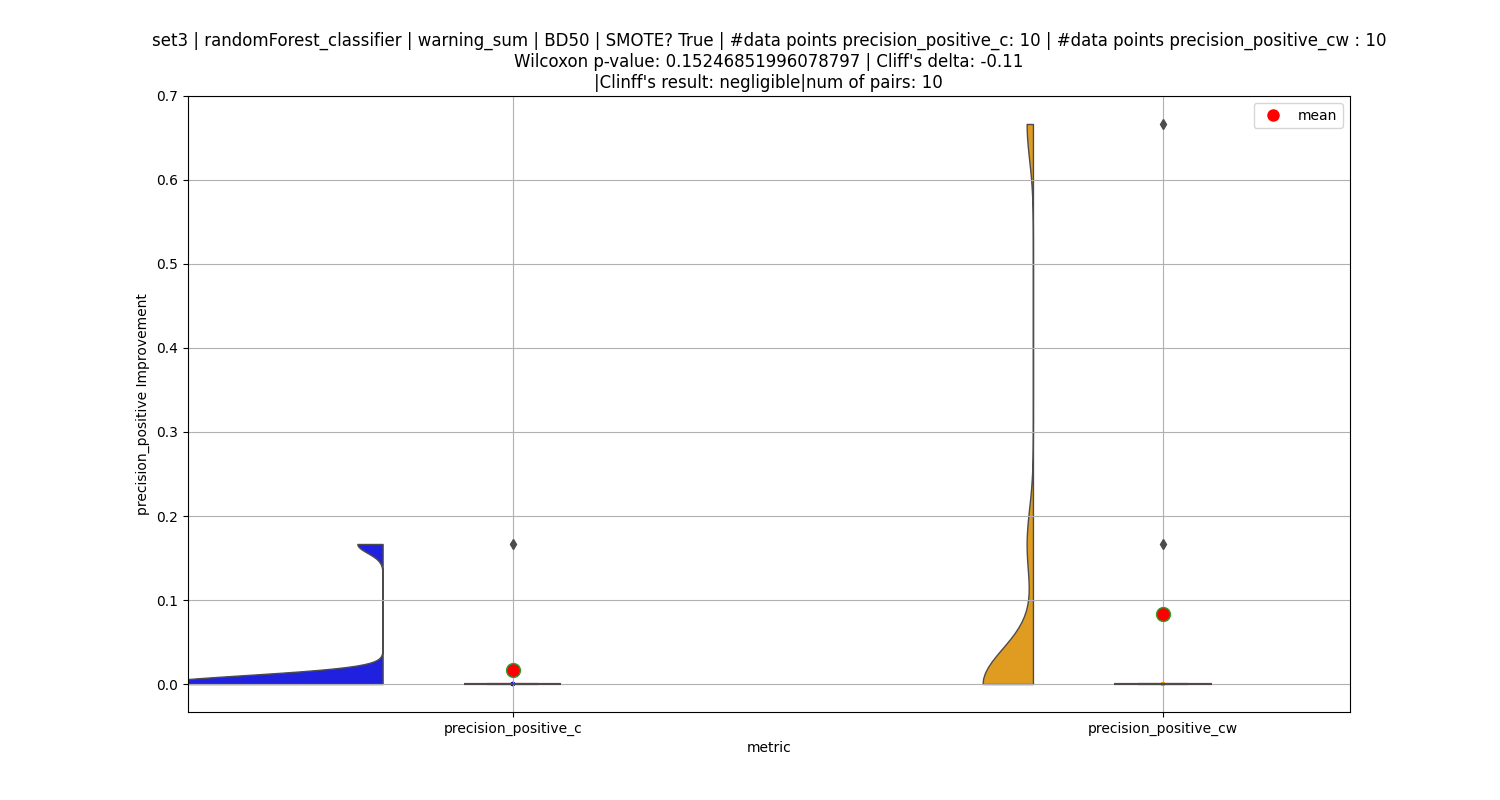 set3 | randomForest_classifier | warning_sum | BD50 | SMOTE? True | #data points precision_positive_c: 10 | #data points precision_positive_cw : 10
Wilcoxon p-value: 0.15246851996078797 | Cliff's delta: -0.11
|Clinff's result: negligible|num of pairs: 10
mean
0.7
0.6
0.5
0.4
0.3
0.2
0.1
0.0
precision_positive Improvement
precision_positive_c
precision_positive_cw
metric